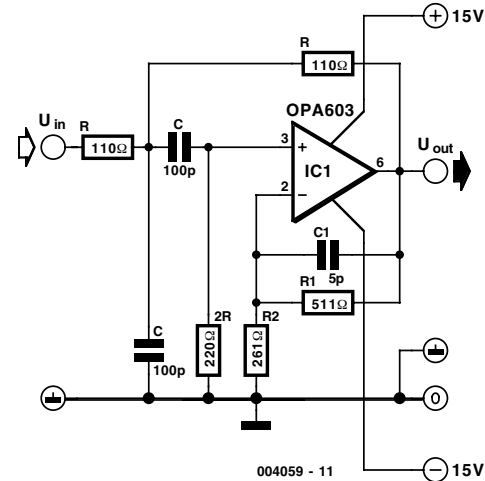 15V
R
110Ω
OPA603
U in
R
110Ω
C
100p
3
+
IC1
6
U out
2
−
C1
5p
R1
511Ω
C
100p
2R
220Ω
R2
261Ω
0
004059 - 11
15V